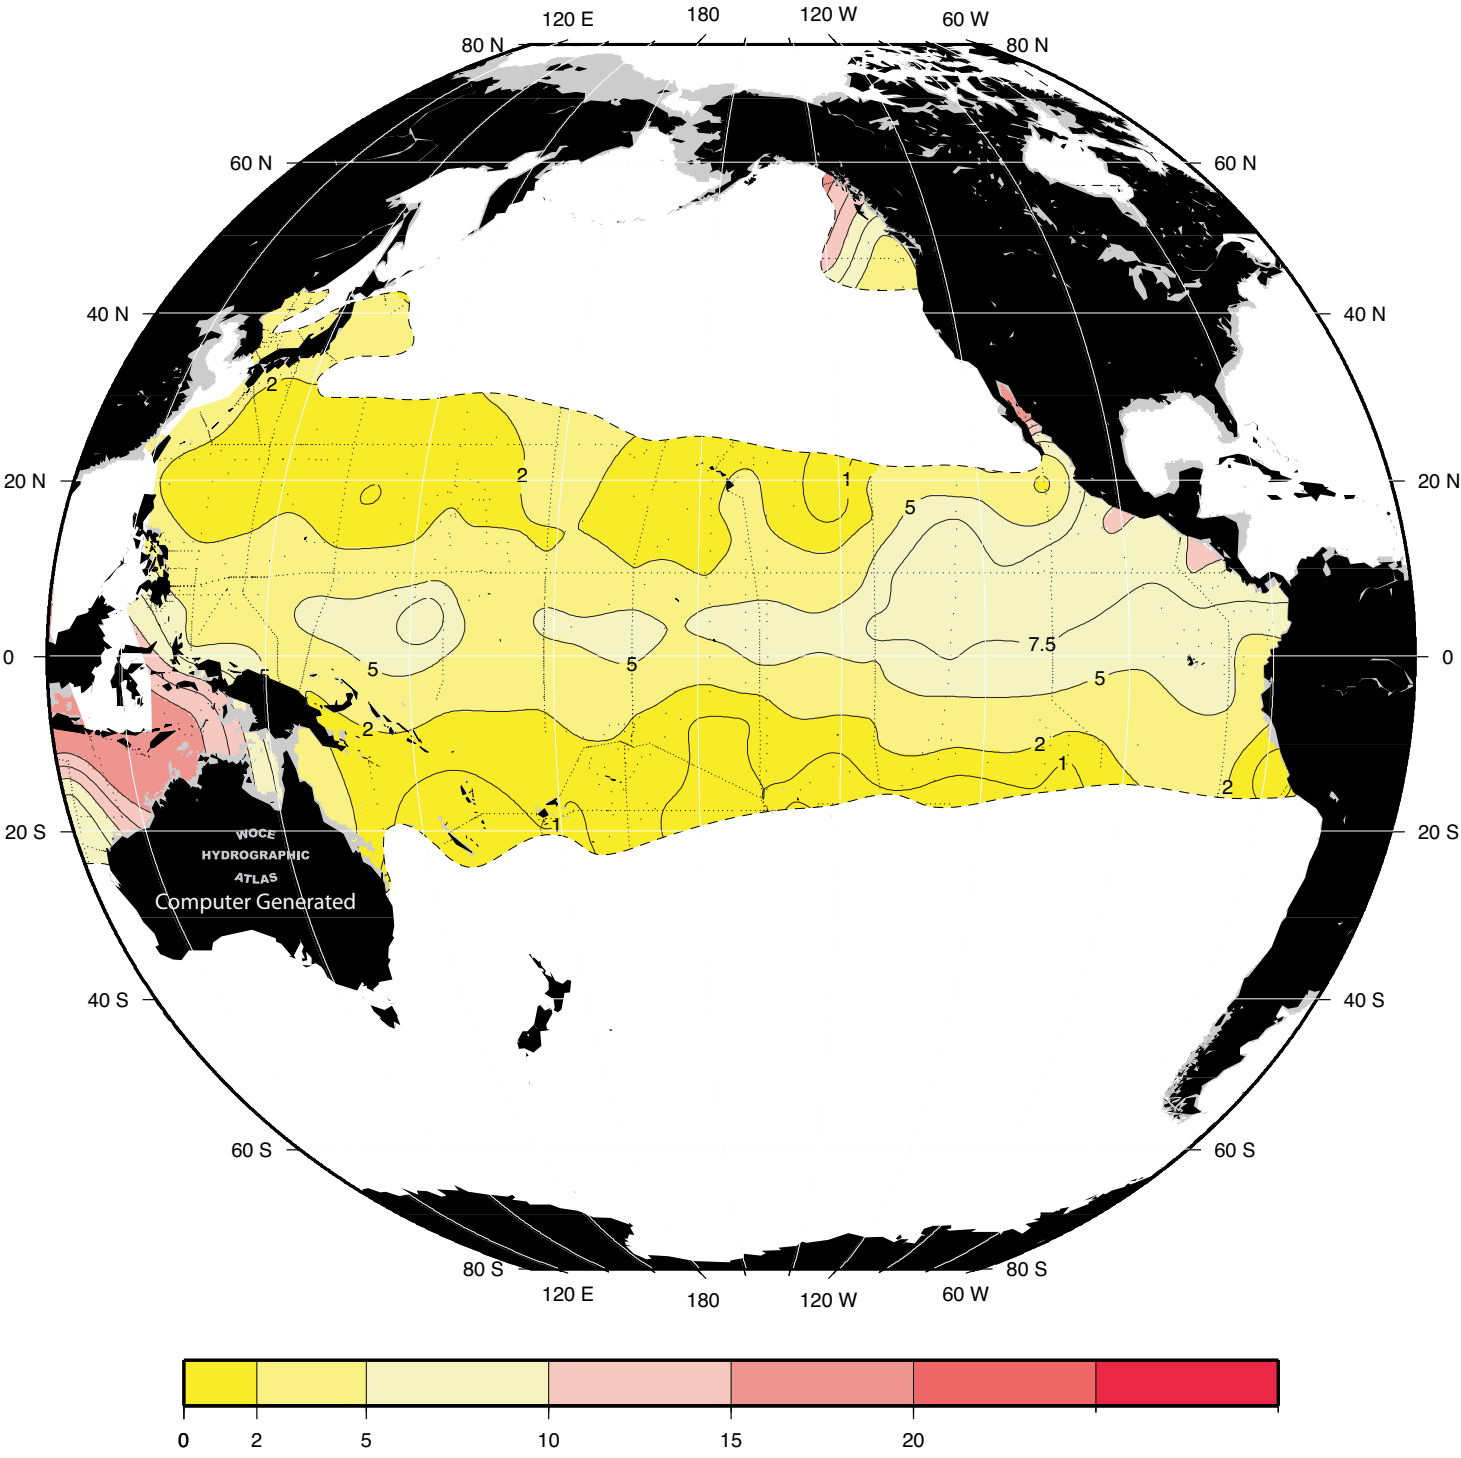 120 E 180 120 W 60 W
80 N 80 N
60 N 60 N
40 N 40 N
2
20 N 2 1 5 20 N
7.5
0 5 5 5 0
2 2 1 2
1
20 S 20 S
WOCE
HYDROGRAPHIC
ATLAS
Computer Generated
40 S 40 S
60 S 60 S
80 S 80 S
120 E 180 120 W 60 W
0 2 5 10 15 20